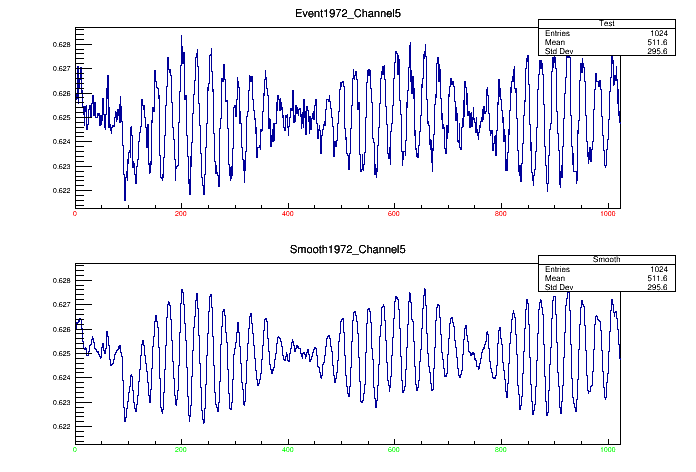 Event1972_Channel5
Test
Entries 1024
Mean 511.6
Std Dev 295.6
0.628
0.627
0.626
0.625
0.624
0.623
0.622
0 200 400 600 800 1000
Smooth1972_Channel5
Smooth
Entries 1024
Mean 511.6
Std Dev 295.6
0.628
0.627
0.626
0.625
0.624
0.623
0.622
0 200 400 600 800 1000